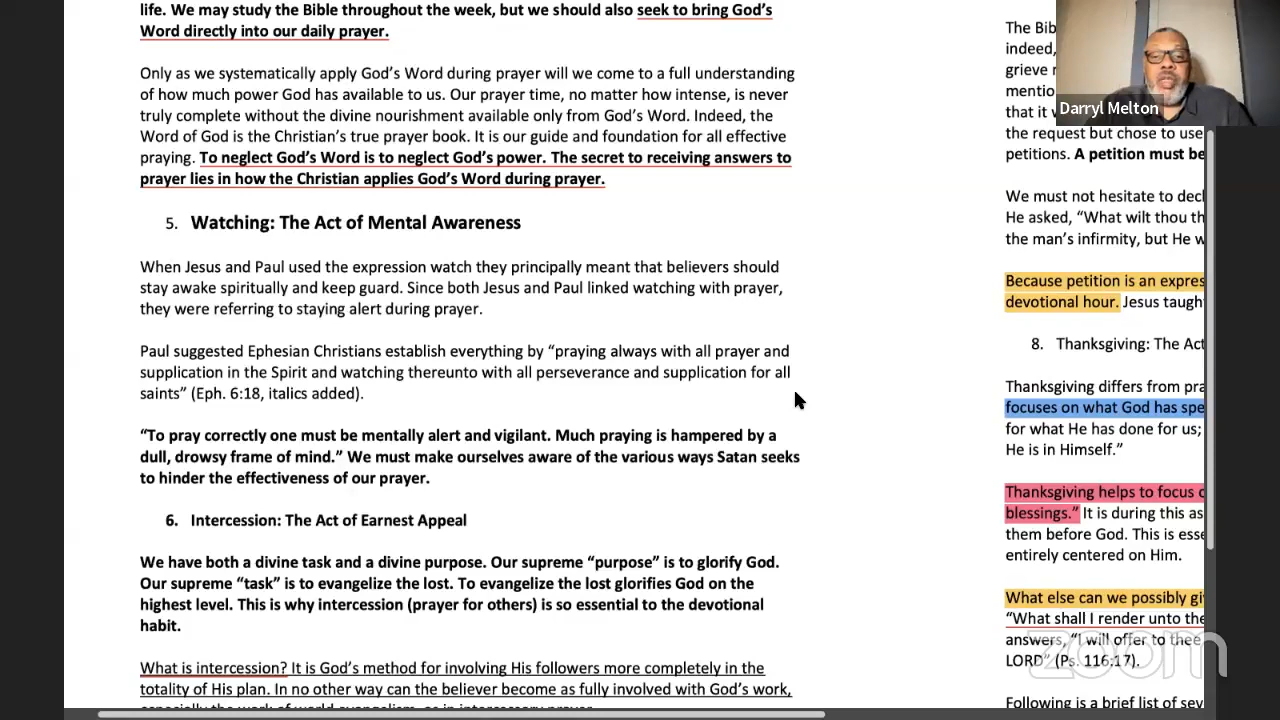 life. We may study the Bible throughout the week, but we should also seek to bring God’s
Word directly into our daily prayer.
Only as we systematically apply God’s Word during prayer will we come to a full understanding
of how much power God has available to us. Our prayer time, no matter how intense, is never
truly complete without the divine nourishment available only from God’s Word. Indeed, the
Word of God is the Christian’s true prayer book. It is our guide and foundation for all effective
praying. To neglect God’s Word is to neglect God’s power. The secret to receiving answers to
prayer lies in how the Christian applies God’s Word during prayer.
5. Watching: The Act of Mental Awareness
When Jesus and Paul used the expression watch they principally meant that believers should
stay awake spiritually and keep guard. Since both Jesus and Paul linked watching with prayer,
they were referring to staying alert during prayer.
Paul suggested Ephesian Christians establish everything by “praying always with all prayer and
supplication in the Spirit and watching thereunto with all perseverance and supplication for all
saints” (Eph. 6:18, italics added).
“To pray correctly one must be mentally alert and vigilant. Much praying is hampered by a
dull, drowsy frame of mind.” We must make ourselves aware of the various ways Satan seeks
to hinder the effectiveness of our prayer.
6. Intercession: The Act of Earnest Appeal
We have both a divine task and a divine purpose. Our supreme “purpose” is to glorify God.
Our supreme “task” is to evangelize the lost. To evangelize the lost glorifies God on the
highest level. This is why intercession (prayer for others) is so essential to the devotional
habit.
What is intercession? It is God’s method for involving His followers more completely in the
totality of His plan. In no other way can the believer become as fully involved with God’s work,
especially the work of world evangelism, as in intercessory prayer.
The Bib
indeed,
grieve
mentio
that it
the request but chose to use
petitions. A petition must be
We must not hesitate to decl
He asked, “What wilt thou th
the man’s infirmity, but He w
Because petition is an expres
devotional hour. Jesus taugh
8. Thanksgiving: The Act
Thanksgiving differs from pra
focuses on what God has spe
for what He has done for us;
He is in Himself.”
Thanksgiving helps to focus o
blessings.” It is during this as
them before God. This is esse
entirely centered on Him.
What else can we possibly gi
“What shall I render unto the
answers, “I will offer to thee
LORD” (Ps. 116:17).
Following is a brief list of sev
Darryl Melton
zoom